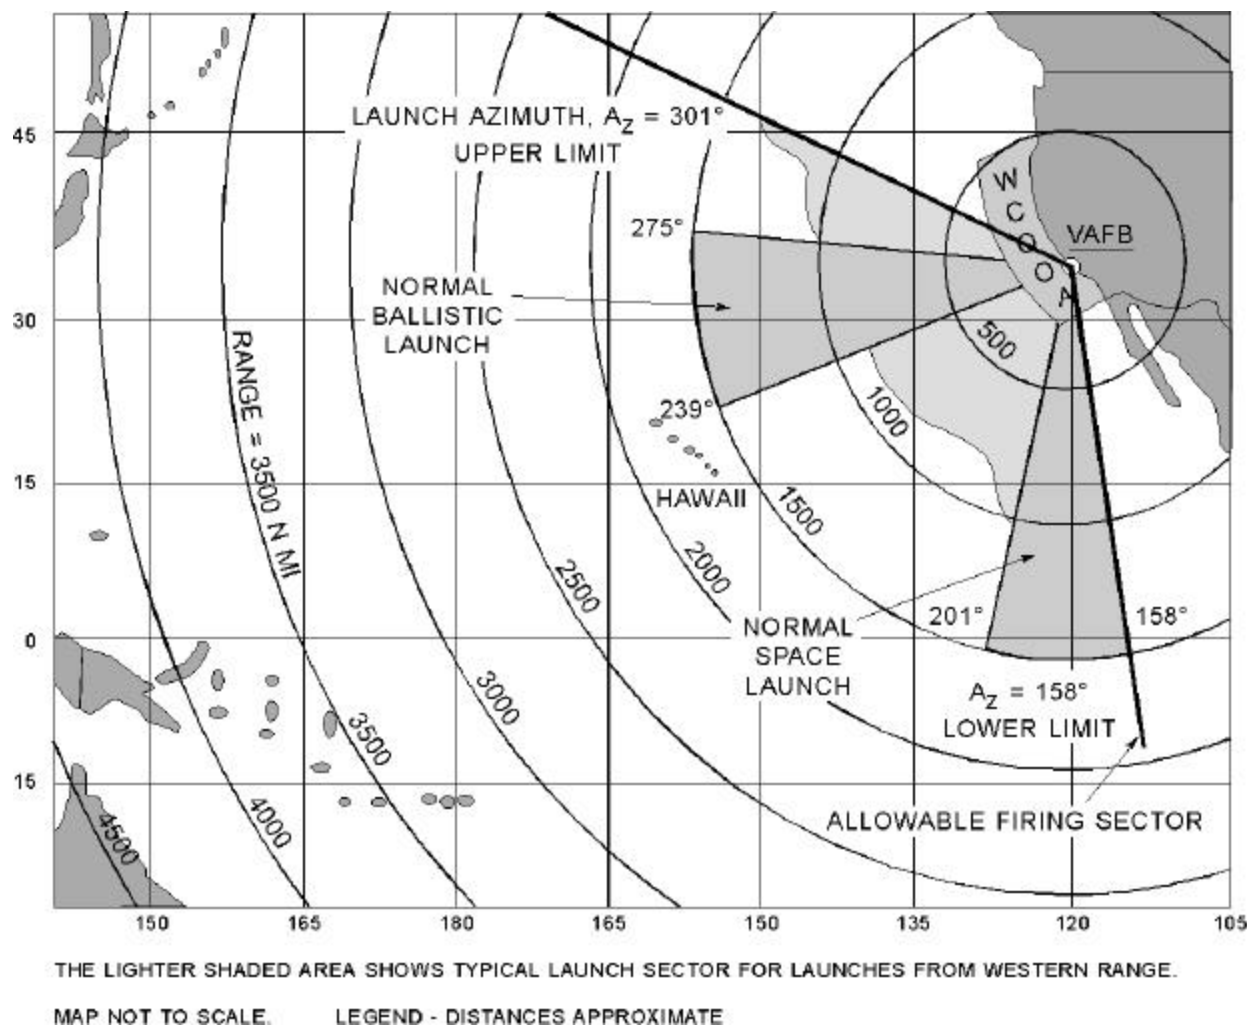 45
30
15
0
15
LAUNCH AZIMUTH, AZ = 301°
UPPER LIMIT
275°
NORMAL
BALLISTIC
LAUNCH
239°
HAWAII
RANGE = 3500 N MI
WCOOA
VAFB
500
1000
1500
2000
2500
3000
3500
4000
4500
201°
158°
NORMAL
SPACE
LAUNCH
AZ = 158°
LOWER LIMIT
ALLOWABLE FIRING SECTOR
150 165 180 165 150 135 120 105
THE LIGHTER SHADED AREA SHOWS TYPICAL LAUNCH SECTOR FOR LAUNCHES FROM WESTERN RANGE.
MAP NOT TO SCALE. LEGEND - DISTANCES APPROXIMATE